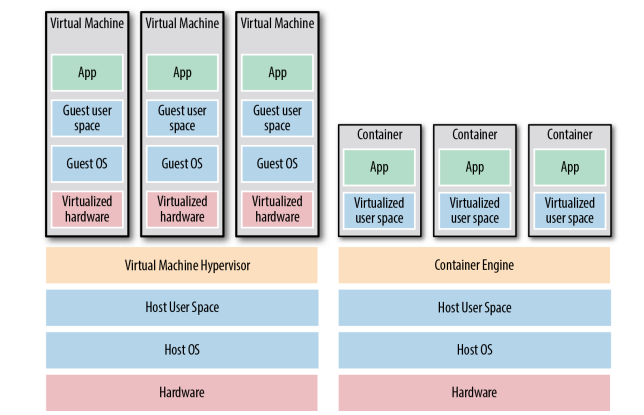 Virtual Machine
App
Guest user
space
Guest OS
Virtualized
hardware
Virtual Machine
App
Guest user
space
Guest OS
Virtualized
hardware
Virtual Machine
App
Guest user
space
Guest OS
Virtualized
hardware
Virtual Machine Hypervisor
Host User Space
Host OS
Hardware
Container
App
Virtualized
user space
Container
App
Virtualized
user space
Container
App
Virtualized
user space
Container Engine
Host User Space
Host OS
Hardware